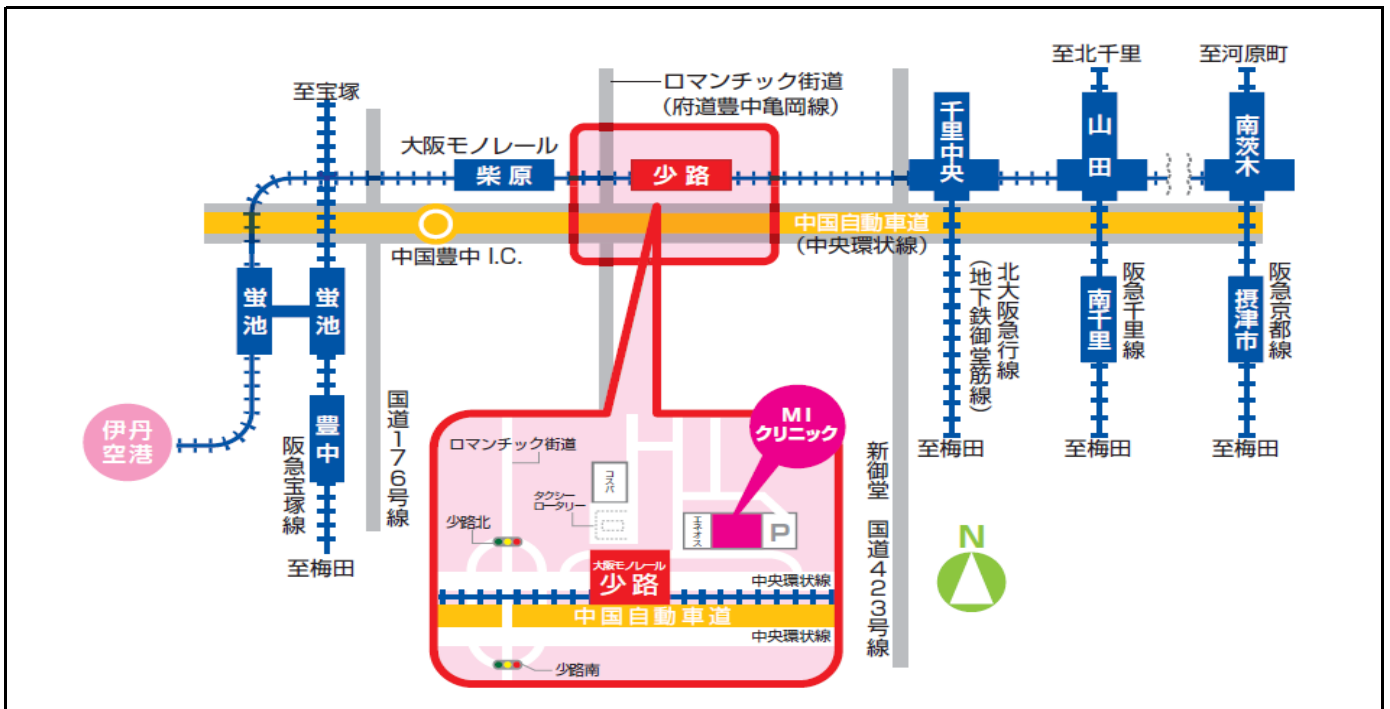 至宝塚
ロマンチック街道
(府道豊中亀岡線)
至北千里
至河原町
大阪モノレール
柴原
少路
千里中央
山田
南茨木
中国自動車道
(中央環状線)
中国豊中 I.C.
蛍池
蛍池
豊中
伊丹
空港
阪急宝塚線
至梅田
国道176号線
北大阪急行線
(地下鉄御堂筋線)
至梅田
南千里
阪急千里線
至梅田
摂津市
阪急京都線
至梅田
新御堂 国道423号線
N
MI
クリニック
ロマンチック街道
コスパ
タクシー
ロータリー
エネオス
P
少路北
大阪モノレール
少路
中央環状線
中国自動車道
中央環状線
少路南